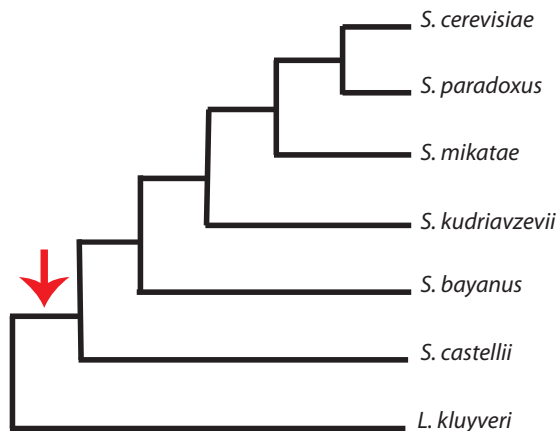 S. cerevisiae
S. paradoxus
S. mikatae
S. kudriavzevii
S. bayanus
S. castellii
L. kluyveri